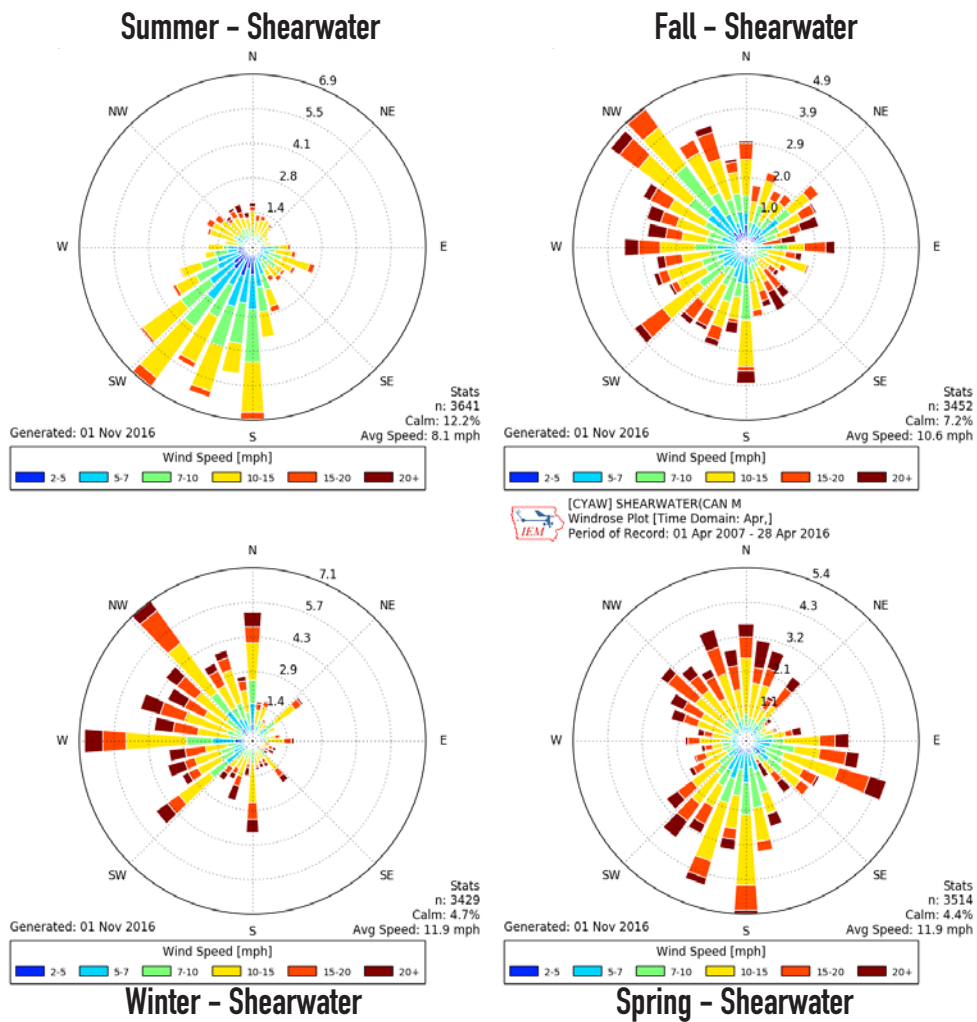 Summer - Shearwater
N
6.9
NW
5.5
NE
4.1
2.8
1.4
W
E
SW
SE
Stats
n: 3641
Calm: 12.2%
Generated: 01 Nov 2016
S
Avg Speed: 8.1 mph
Wind Speed [mph]
2-5 5-7 7-10 10-15 15-20 20+
Fall - Shearwater
N
4.9
NW
3.9
NE
2.9
2.0
1.0
W
E
SW
SE
Stats
n: 3452
Calm: 7.2%
Generated: 01 Nov 2016
S
Avg Speed: 10.6 mph
Wind Speed [mph]
2-5 5-7 7-10 10-15 15-20 20+
IEM
[CYAW] SHEARWATER(CAN M
Windrose Plot [Time Domain: Apr,]
Period of Record: 01 Apr 2007 - 28 Apr 2016
N
7.1
NW
5.7
NE
4.3
2.9
1.4
W
E
SW
SE
Stats
n: 3429
Calm: 4.7%
Generated: 01 Nov 2016
S
Avg Speed: 11.9 mph
Wind Speed [mph]
2-5 5-7 7-10 10-15 15-20 20+
Winter - Shearwater
N
5.4
NW
4.3
NE
3.2
2.1
1.1
W
E
SW
SE
Stats
n: 3514
Calm: 4.4%
Generated: 01 Nov 2016
S
Avg Speed: 11.9 mph
Wind Speed [mph]
2-5 5-7 7-10 10-15 15-20 20+
Spring - Shearwater